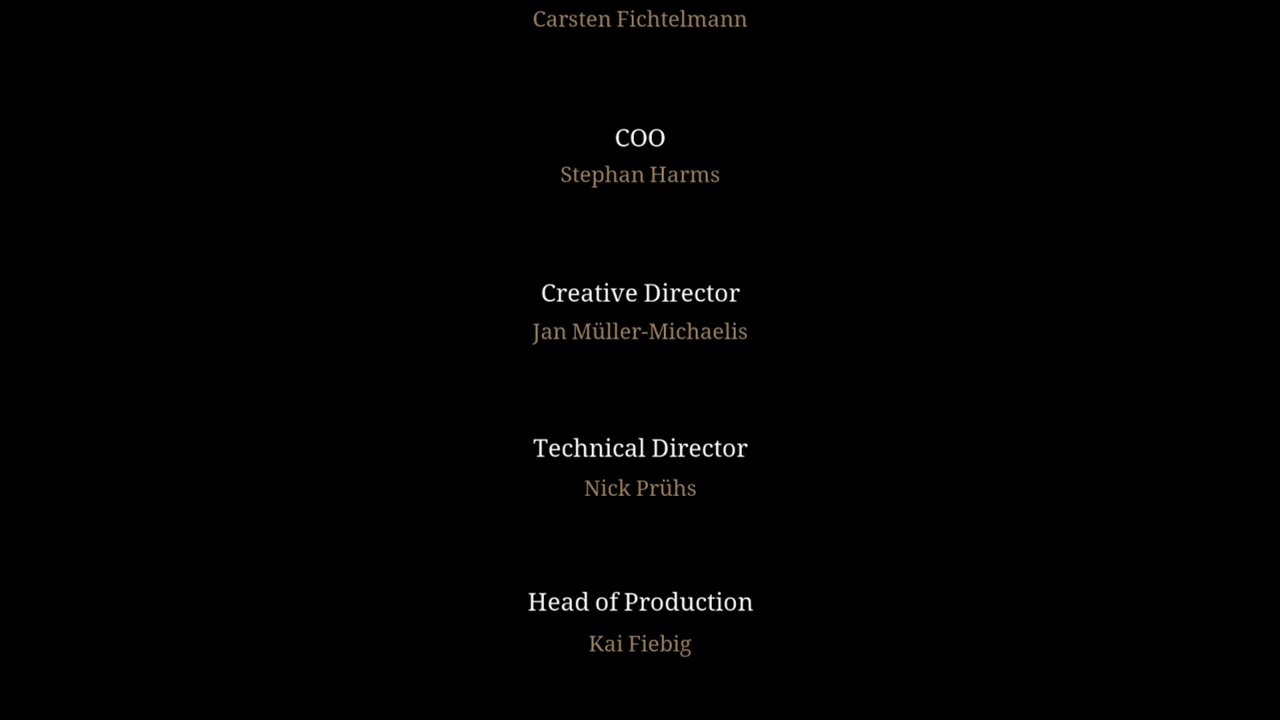 Carsten Fichtelmann
COO
Stephan Harms
Creative Director
Jan Müller-Michaelis
Technical Director
Nick Prühs
Head of Production
Kai Fiebig